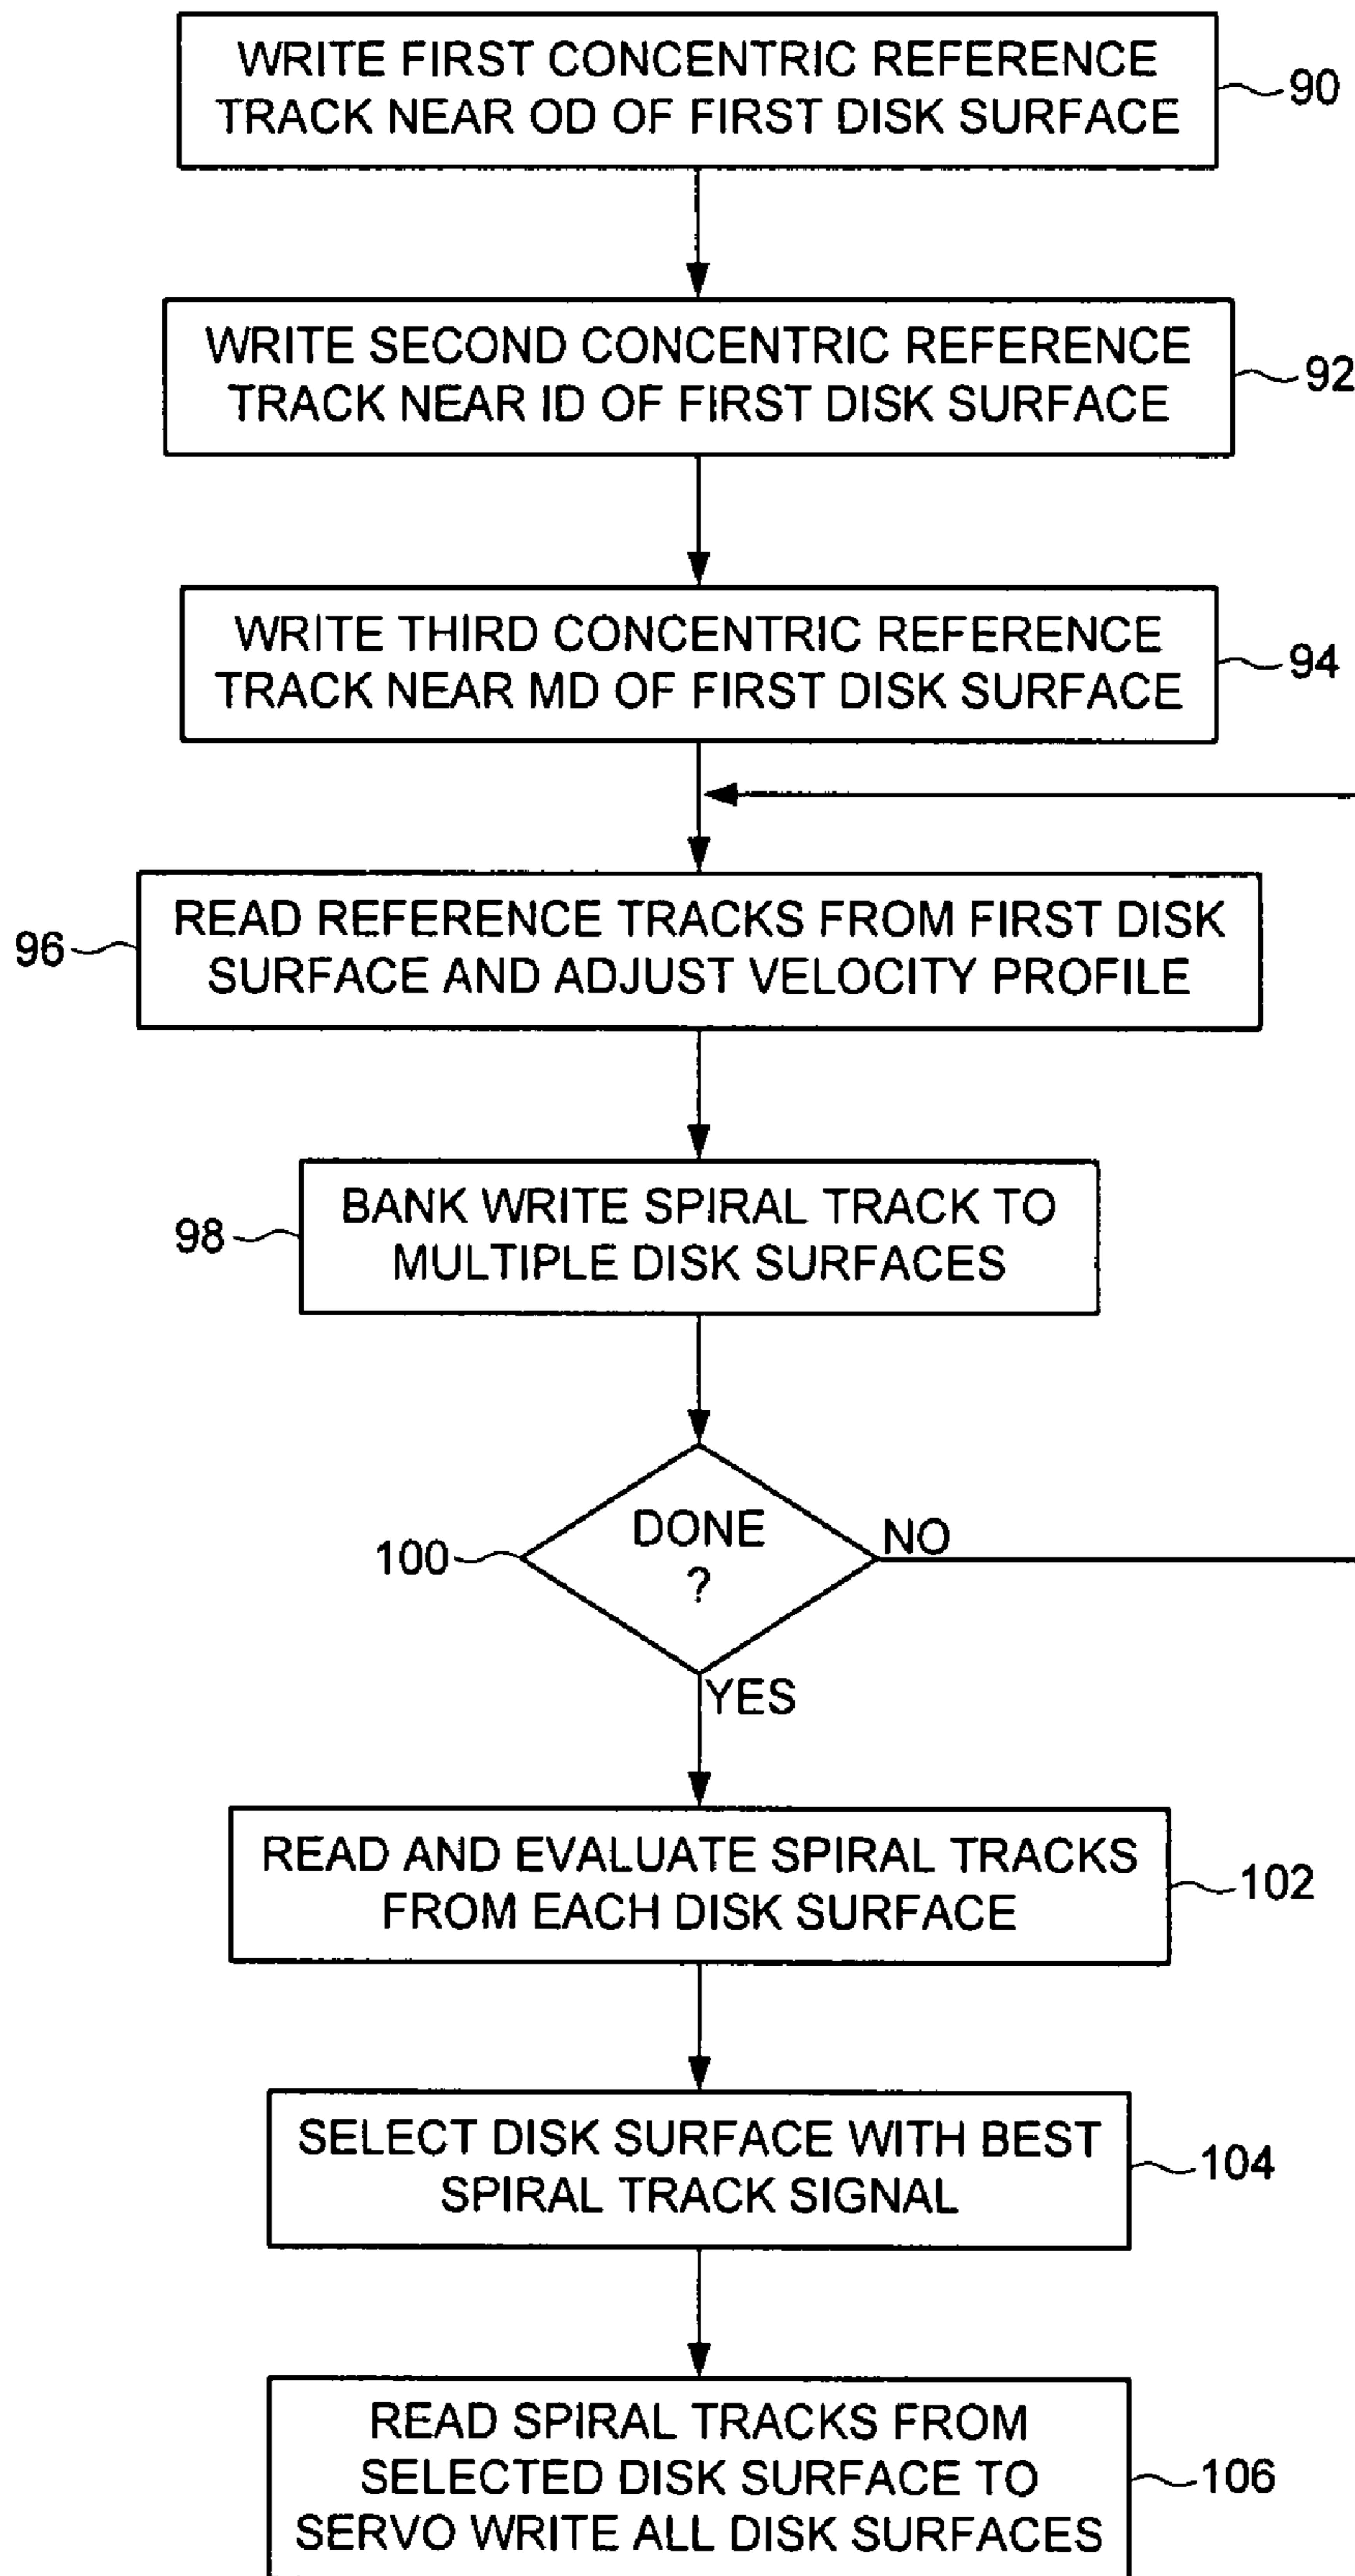 WRITE FIRST CONCENTRIC REFERENCE
TRACK NEAR OD OF FIRST DISK SURFACE
90
WRITE SECOND CONCENTRIC REFERENCE
TRACK NEAR ID OF FIRST DISK SURFACE
92
WRITE THIRD CONCENTRIC REFERENCE
TRACK NEAR MD OF FIRST DISK SURFACE
94
96
READ REFERENCE TRACKS FROM FIRST DISK
SURFACE AND ADJUST VELOCITY PROFILE
98
BANK WRITE SPIRAL TRACK TO
MULTIPLE DISK SURFACES
100
DONE
?
NO
YES
READ AND EVALUATE SPIRAL TRACKS
FROM EACH DISK SURFACE
102
SELECT DISK SURFACE WITH BEST
SPIRAL TRACK SIGNAL
104
READ SPIRAL TRACKS FROM
SELECTED DISK SURFACE TO
SERVO WRITE ALL DISK SURFACES
106